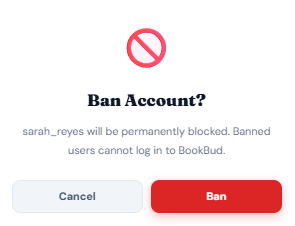 Ban Account?
sarah_reyes will be permanently blocked. Banned
users cannot log in to BookBud.
Cancel
Ban